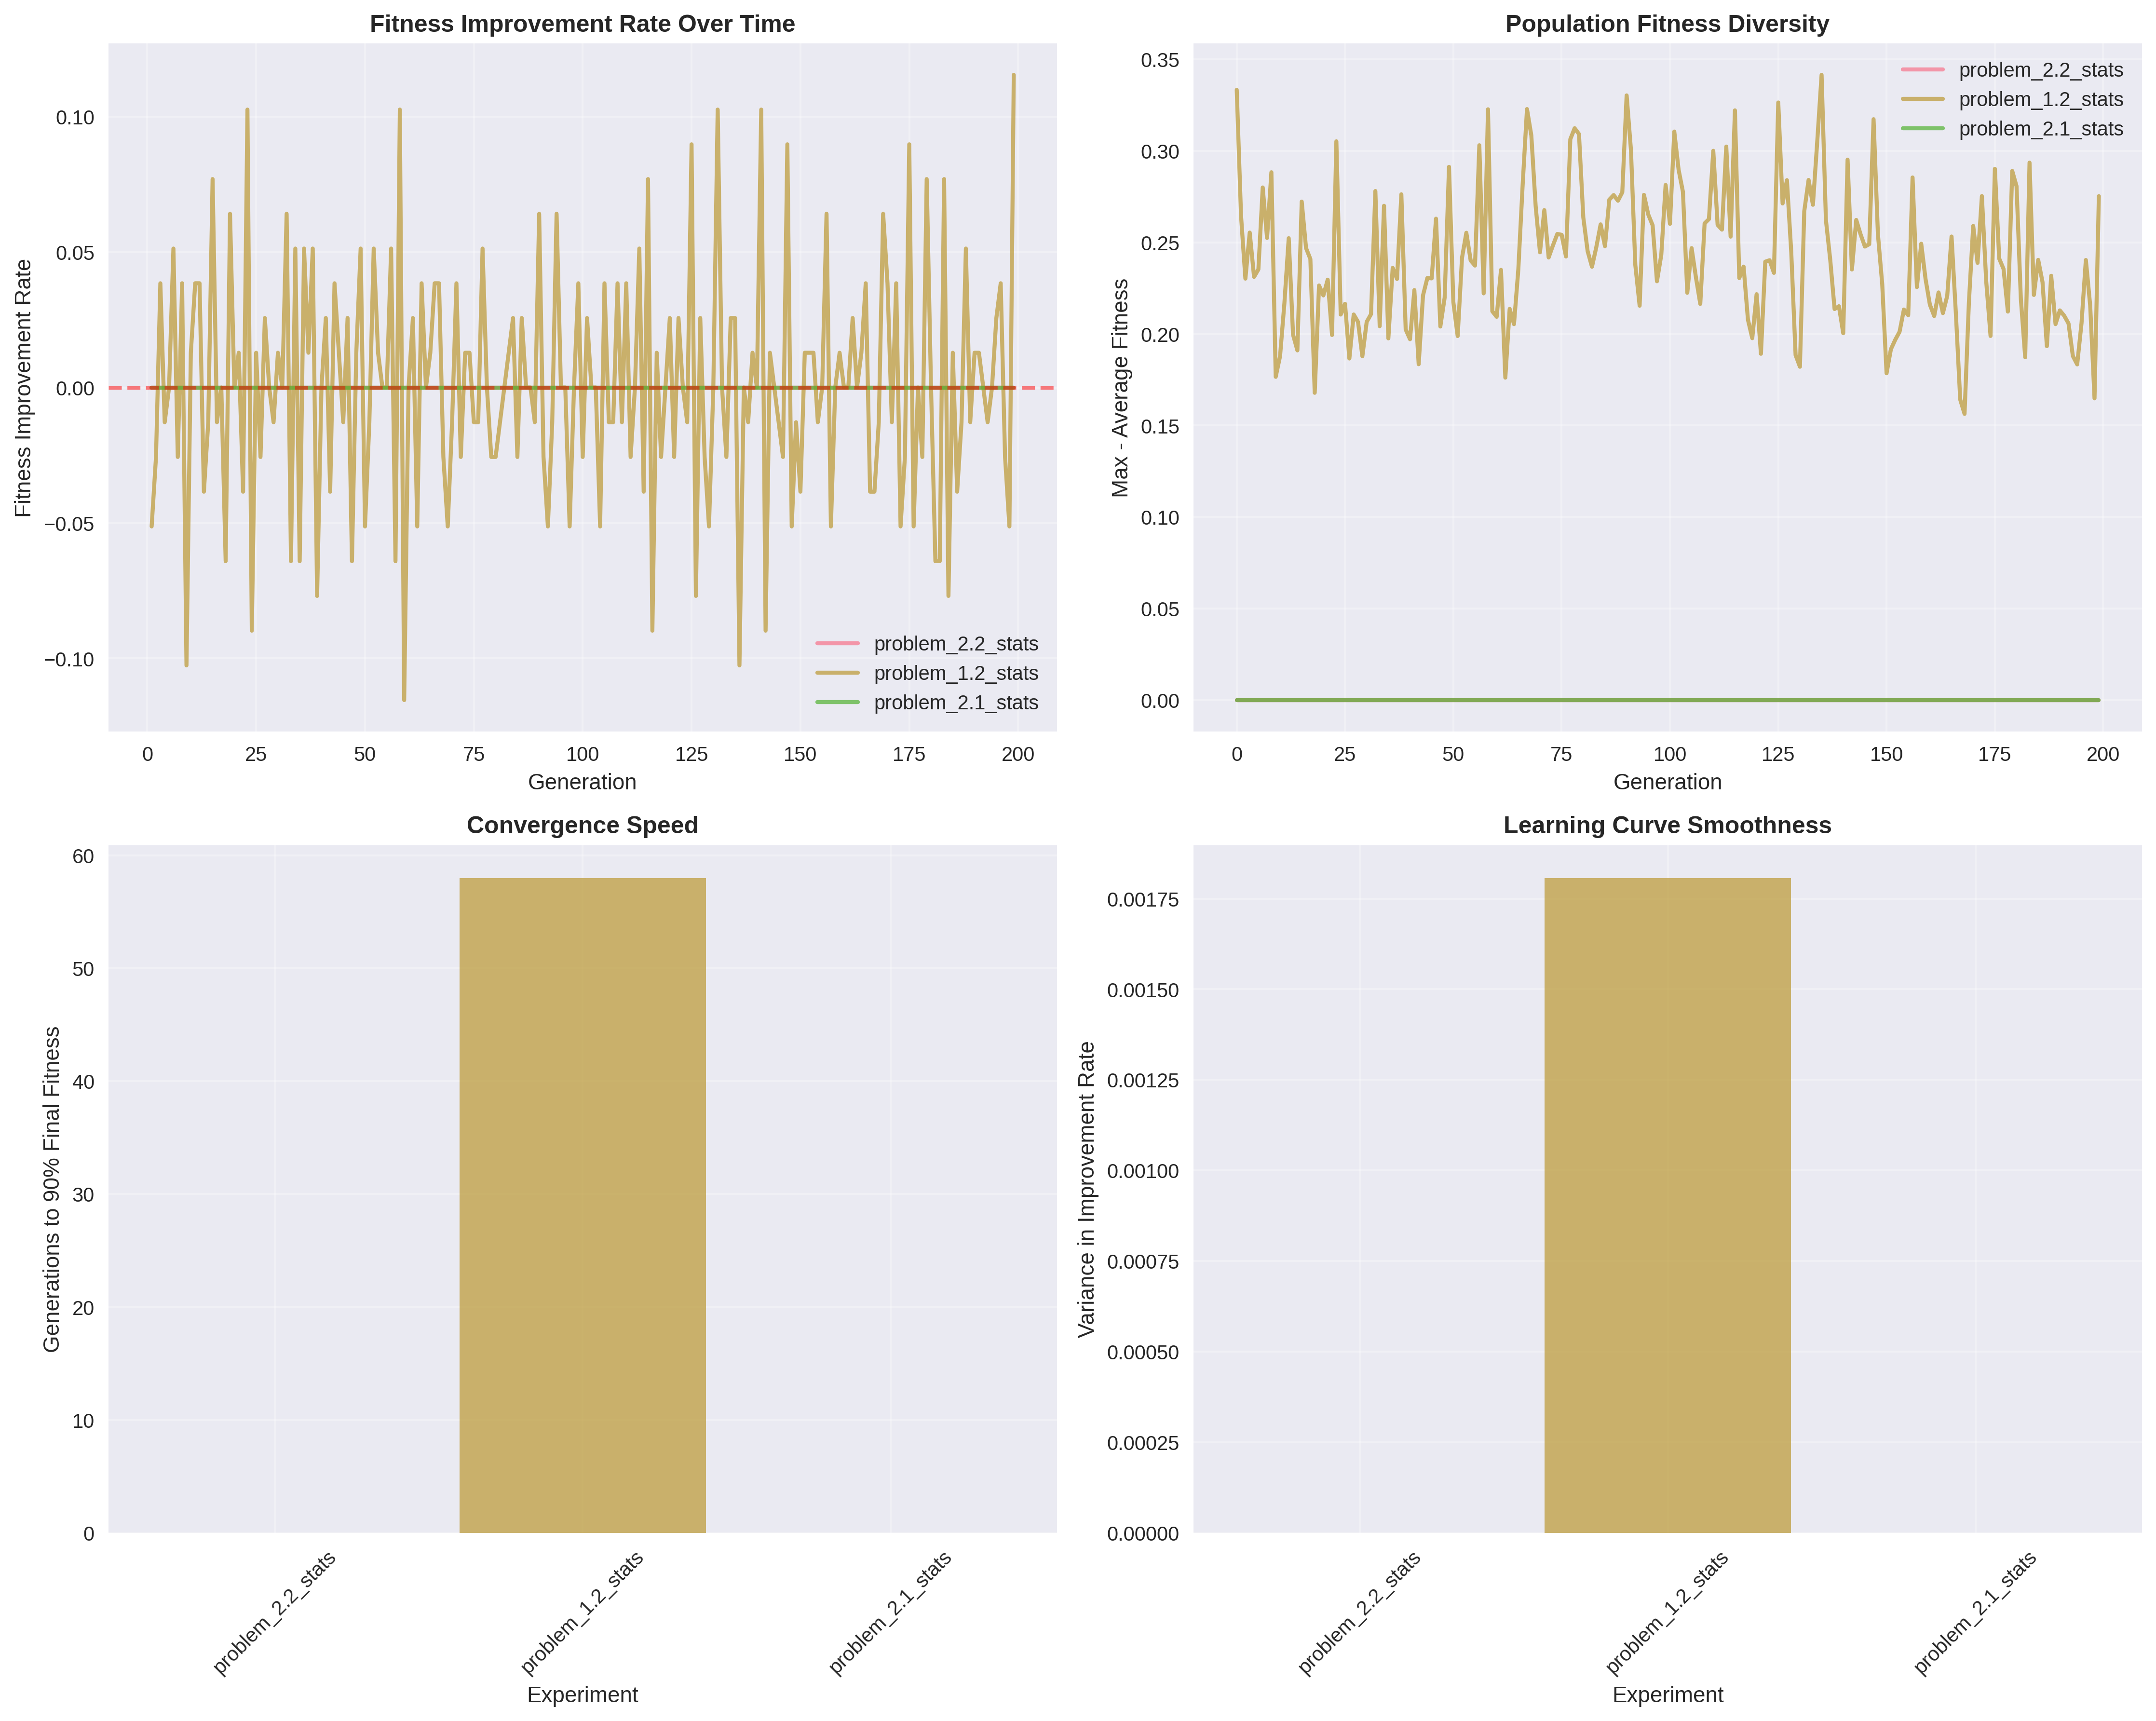 Fitness Improvement Rate Over Time
Fitness Improvement Rate
0.10
0.05
0.00
−0.05
−0.10
problem_2.2_stats
problem_1.2_stats
problem_2.1_stats
0
25
50
75
100
125
150
175
200
Generation
Population Fitness Diversity
Max - Average Fitness
0.35
0.30
0.25
0.20
0.15
0.10
0.05
0.00
problem_2.2_stats
problem_1.2_stats
problem_2.1_stats
0
25
50
75
100
125
150
175
200
Generation
Convergence Speed
Generations to 90% Final Fitness
60
50
40
30
20
10
0
problem_2.2_stats
problem_1.2_stats
problem_2.1_stats
Experiment
Learning Curve Smoothness
Variance in Improvement Rate
0.00175
0.00150
0.00125
0.00100
0.00075
0.00050
0.00025
0.00000
problem_2.2_stats
problem_1.2_stats
problem_2.1_stats
Experiment